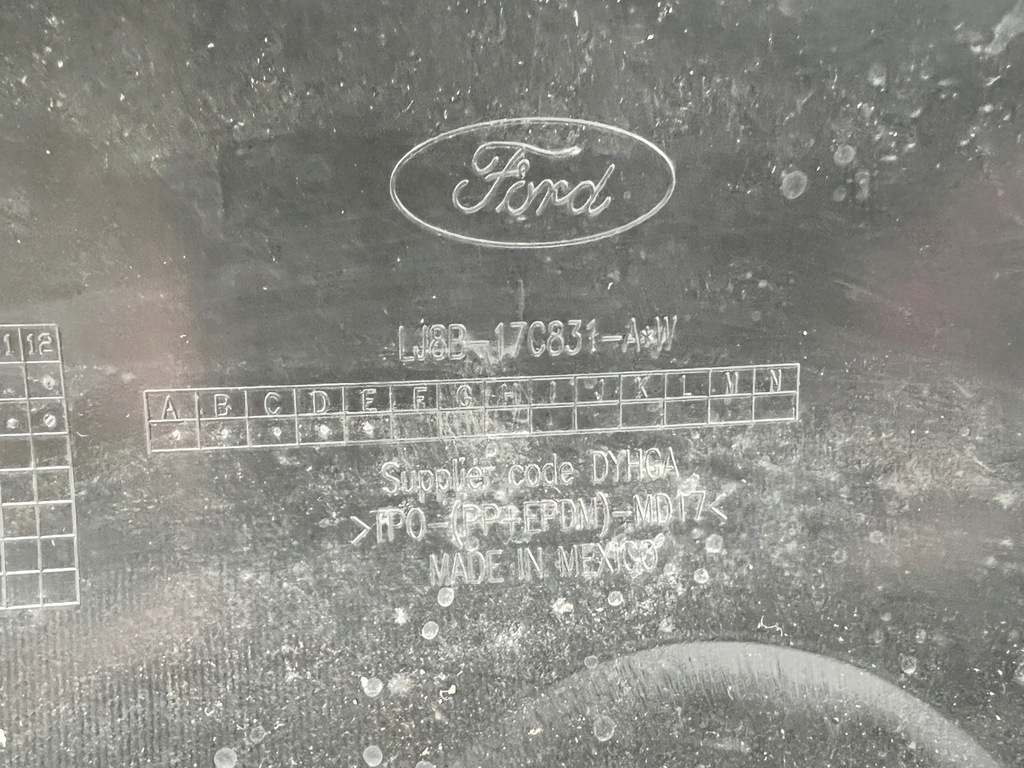 Ford
LJ8B-17C831-A*W
1 12
A B C D E F G H I J K L M N
Supplier code DYHGA
>TPO-(PP+EPDM)-MD17<
MADE IN MEXICO